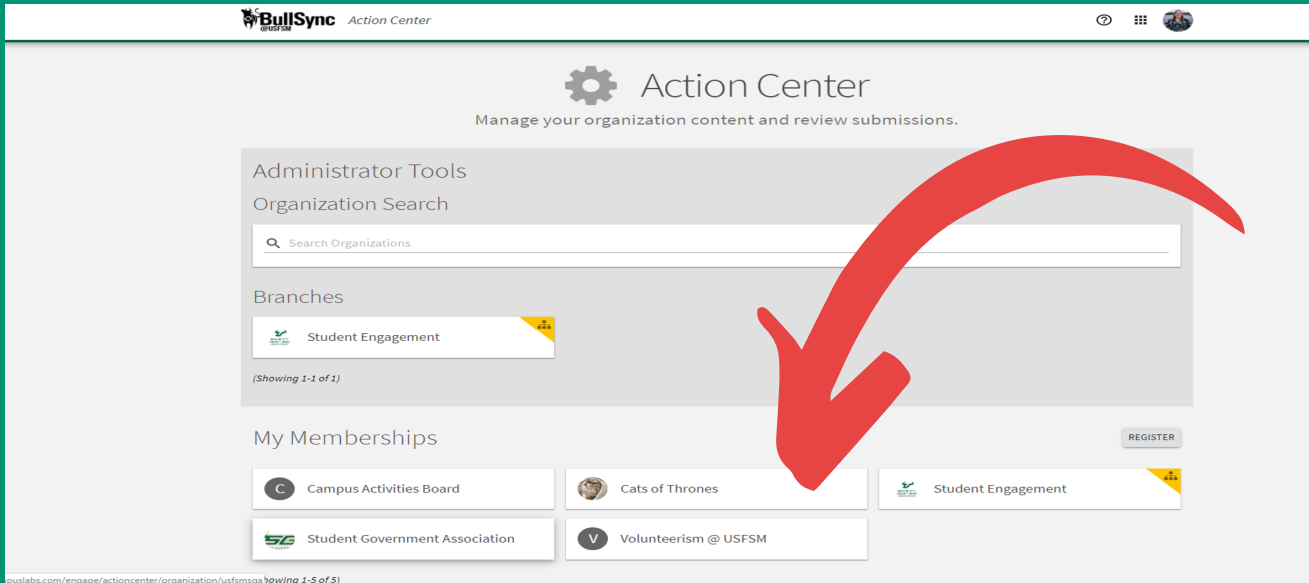 BullSync Action Center
@USFSM
Action Center
Manage your organization content and review submissions.
Administrator Tools
Organization Search
Search Organizations
Branches
Student Engagement
(Showing 1-1 of 1)
My Memberships
REGISTER
C Campus Activities Board
Cats of Thrones
Student Engagement
SG Student Government Association
V Volunteerism @ USFSM
puslabs.com/engage/actioncenter/organization/usfsmsga howing 1-5 of 5)